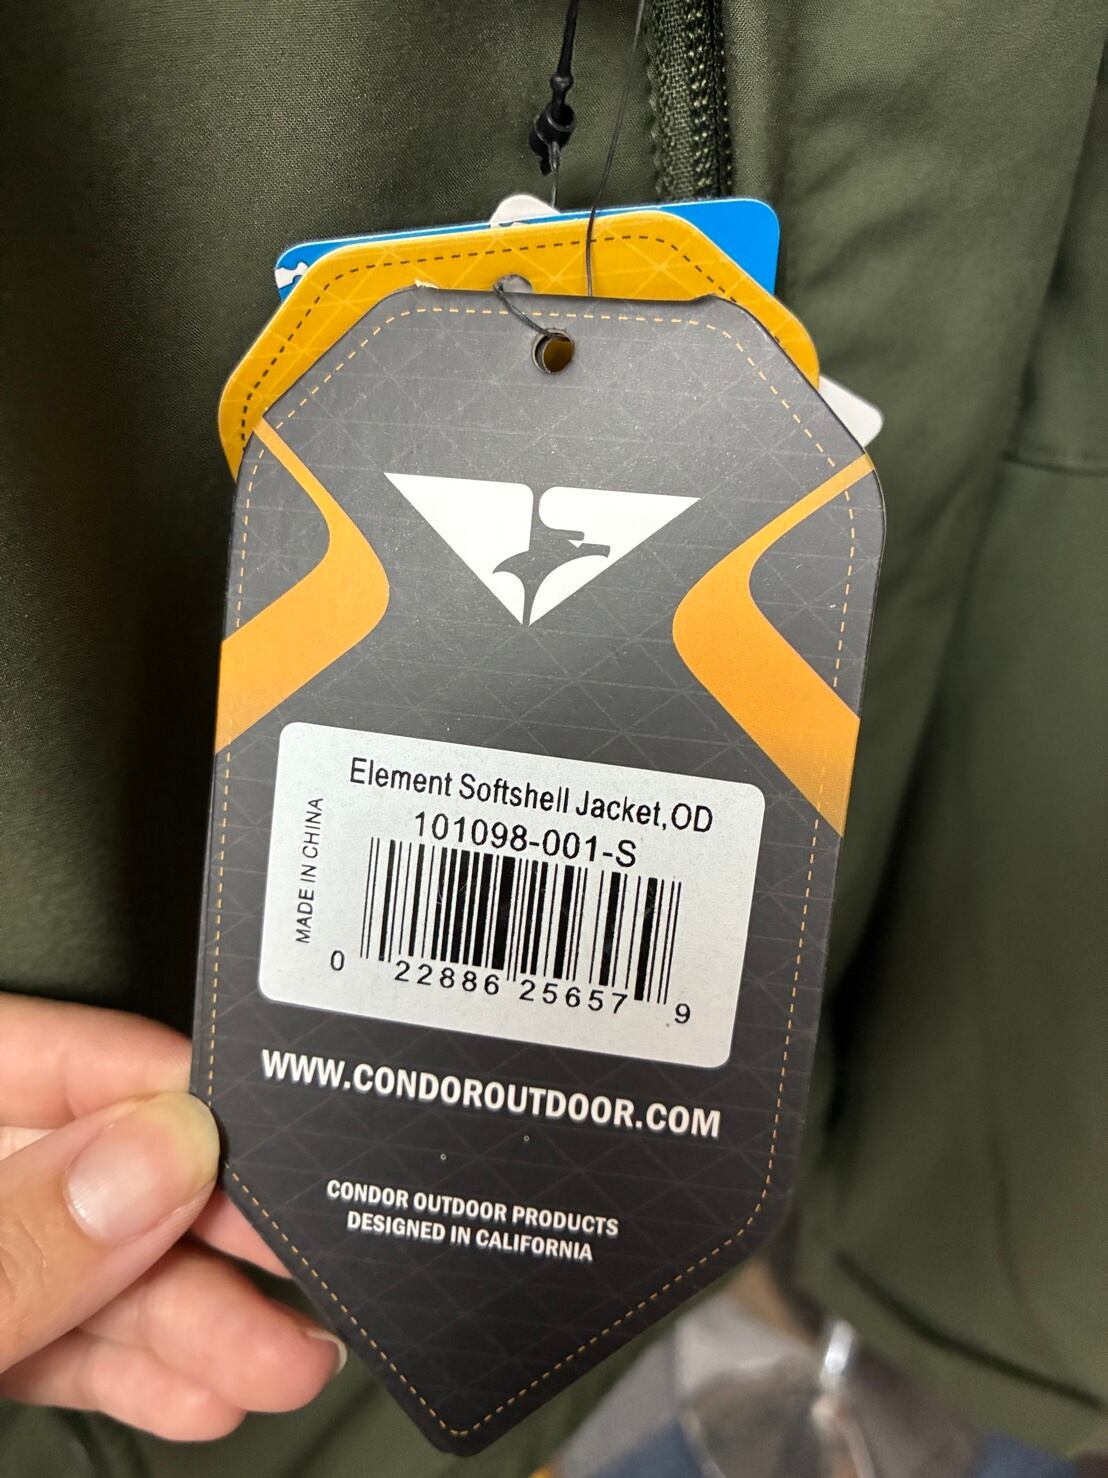 Element Softshell Jacket,OD
101098-001-S
MADE IN CHINA
0 22886 25657 9
WWW.CONDOROUTDOOR.COM
CONDOR OUTDOOR PRODUCTS
DESIGNED IN CALIFORNIA